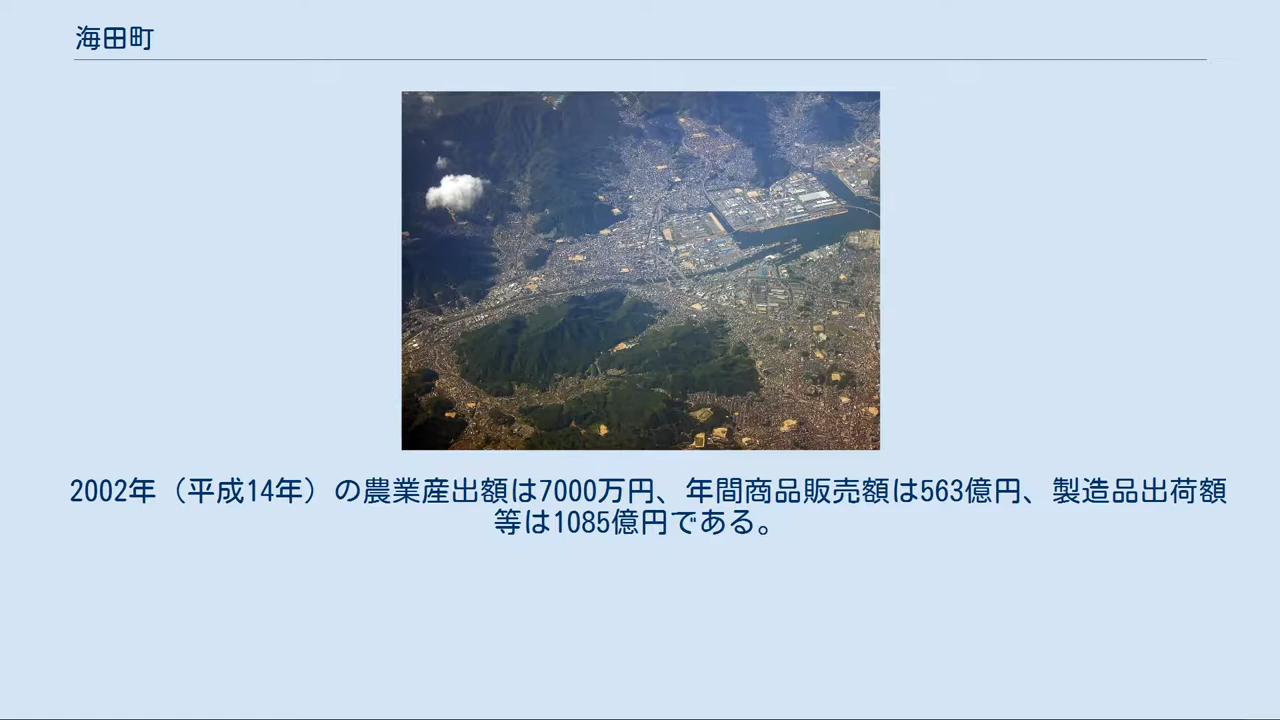 海田町
2002年（平成14年）の農業産出額は7000万円、年間商品販売額は563億円、製造品出荷額
等は1085億円である。